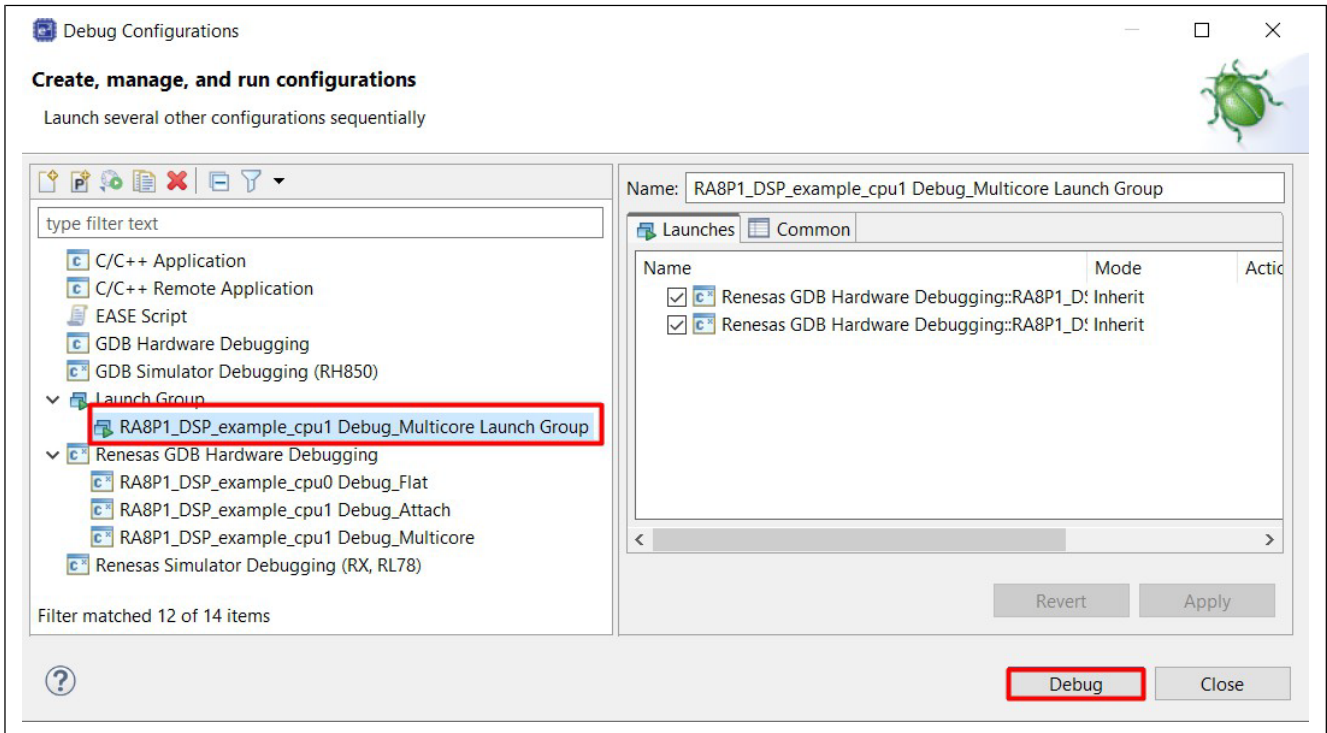 Debug Configurations
Create, manage, and run configurations
Launch several other configurations sequentially
type filter text
C/C++ Application
C/C++ Remote Application
EASE Script
GDB Hardware Debugging
GDB Simulator Debugging (RH850)
Launch Group
RA8P1_DSP_example_cpu1 Debug_Multicore Launch Group
Renesas GDB Hardware Debugging
RA8P1_DSP_example_cpu0 Debug_Flat
RA8P1_DSP_example_cpu1 Debug_Attach
RA8P1_DSP_example_cpu1 Debug_Multicore
Renesas Simulator Debugging (RX, RL78)
Filter matched 12 of 14 items
Name: RA8P1_DSP_example_cpu1 Debug_Multicore Launch Group
Launches Common
Name Mode Actic
Renesas GDB Hardware Debugging::RA8P1_DS Inherit
Renesas GDB Hardware Debugging::RA8P1_DS Inherit
Revert Apply
? Debug Close